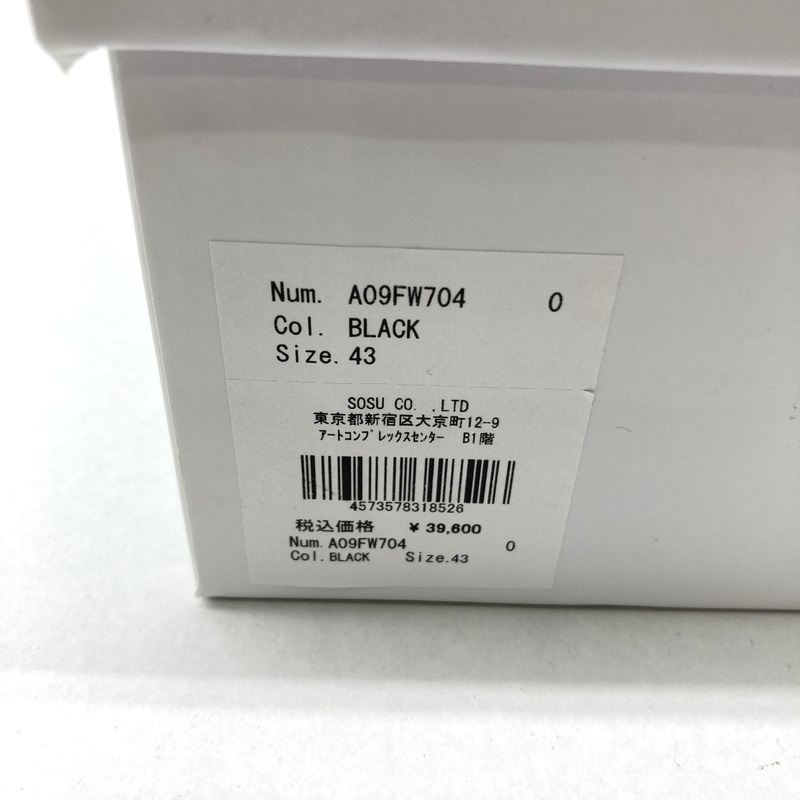 Num. A09FW704 0
Col. BLACK
Size. 43
SOSU CO. ,LTD
東京都新宿区大京町12-9
アートコンプレックスセンター B1階
4573578318526
税込価格 ¥ 39,600
Num. A09FW704 0
Col. BLACK Size. 43